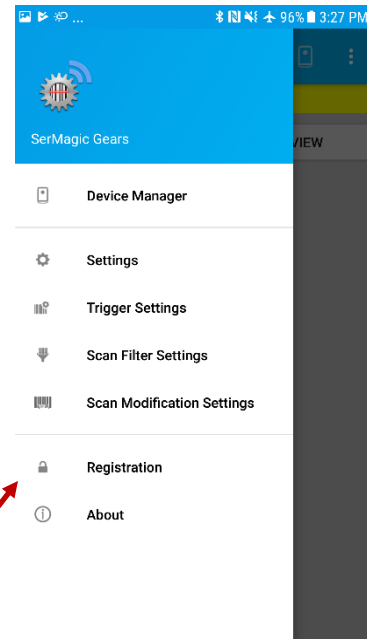 ... 96% 3:27 PM
SerMagic Gears
VIEW
Device Manager
Settings
Trigger Settings
Scan Filter Settings
Scan Modification Settings
Registration
About